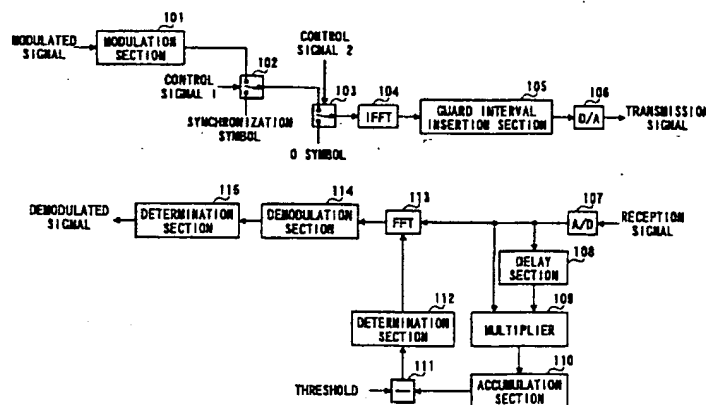 101
MODULATED SIGNAL
MODULATION SECTION
CONTROL SIGNAL 2
102
CONTROL SIGNAL 1
SYNCHRONIZATION SYMBOL
103
0 SYMBOL
104
IFFT
105
GUARD INTERVAL INSERTION SECTION
106
D/A
TRANSMISSION SIGNAL
115
DEMODULATED SIGNAL
DETERMINATION SECTION
114
DEMODULATION SECTION
113
FFT
107
A/D
RECEPTION SIGNAL
DELAY SECTION
108
112
DETERMINATION SECTION
109
MULTIPLIER
111
THRESHOLD
110
ACCUMULATION SECTION